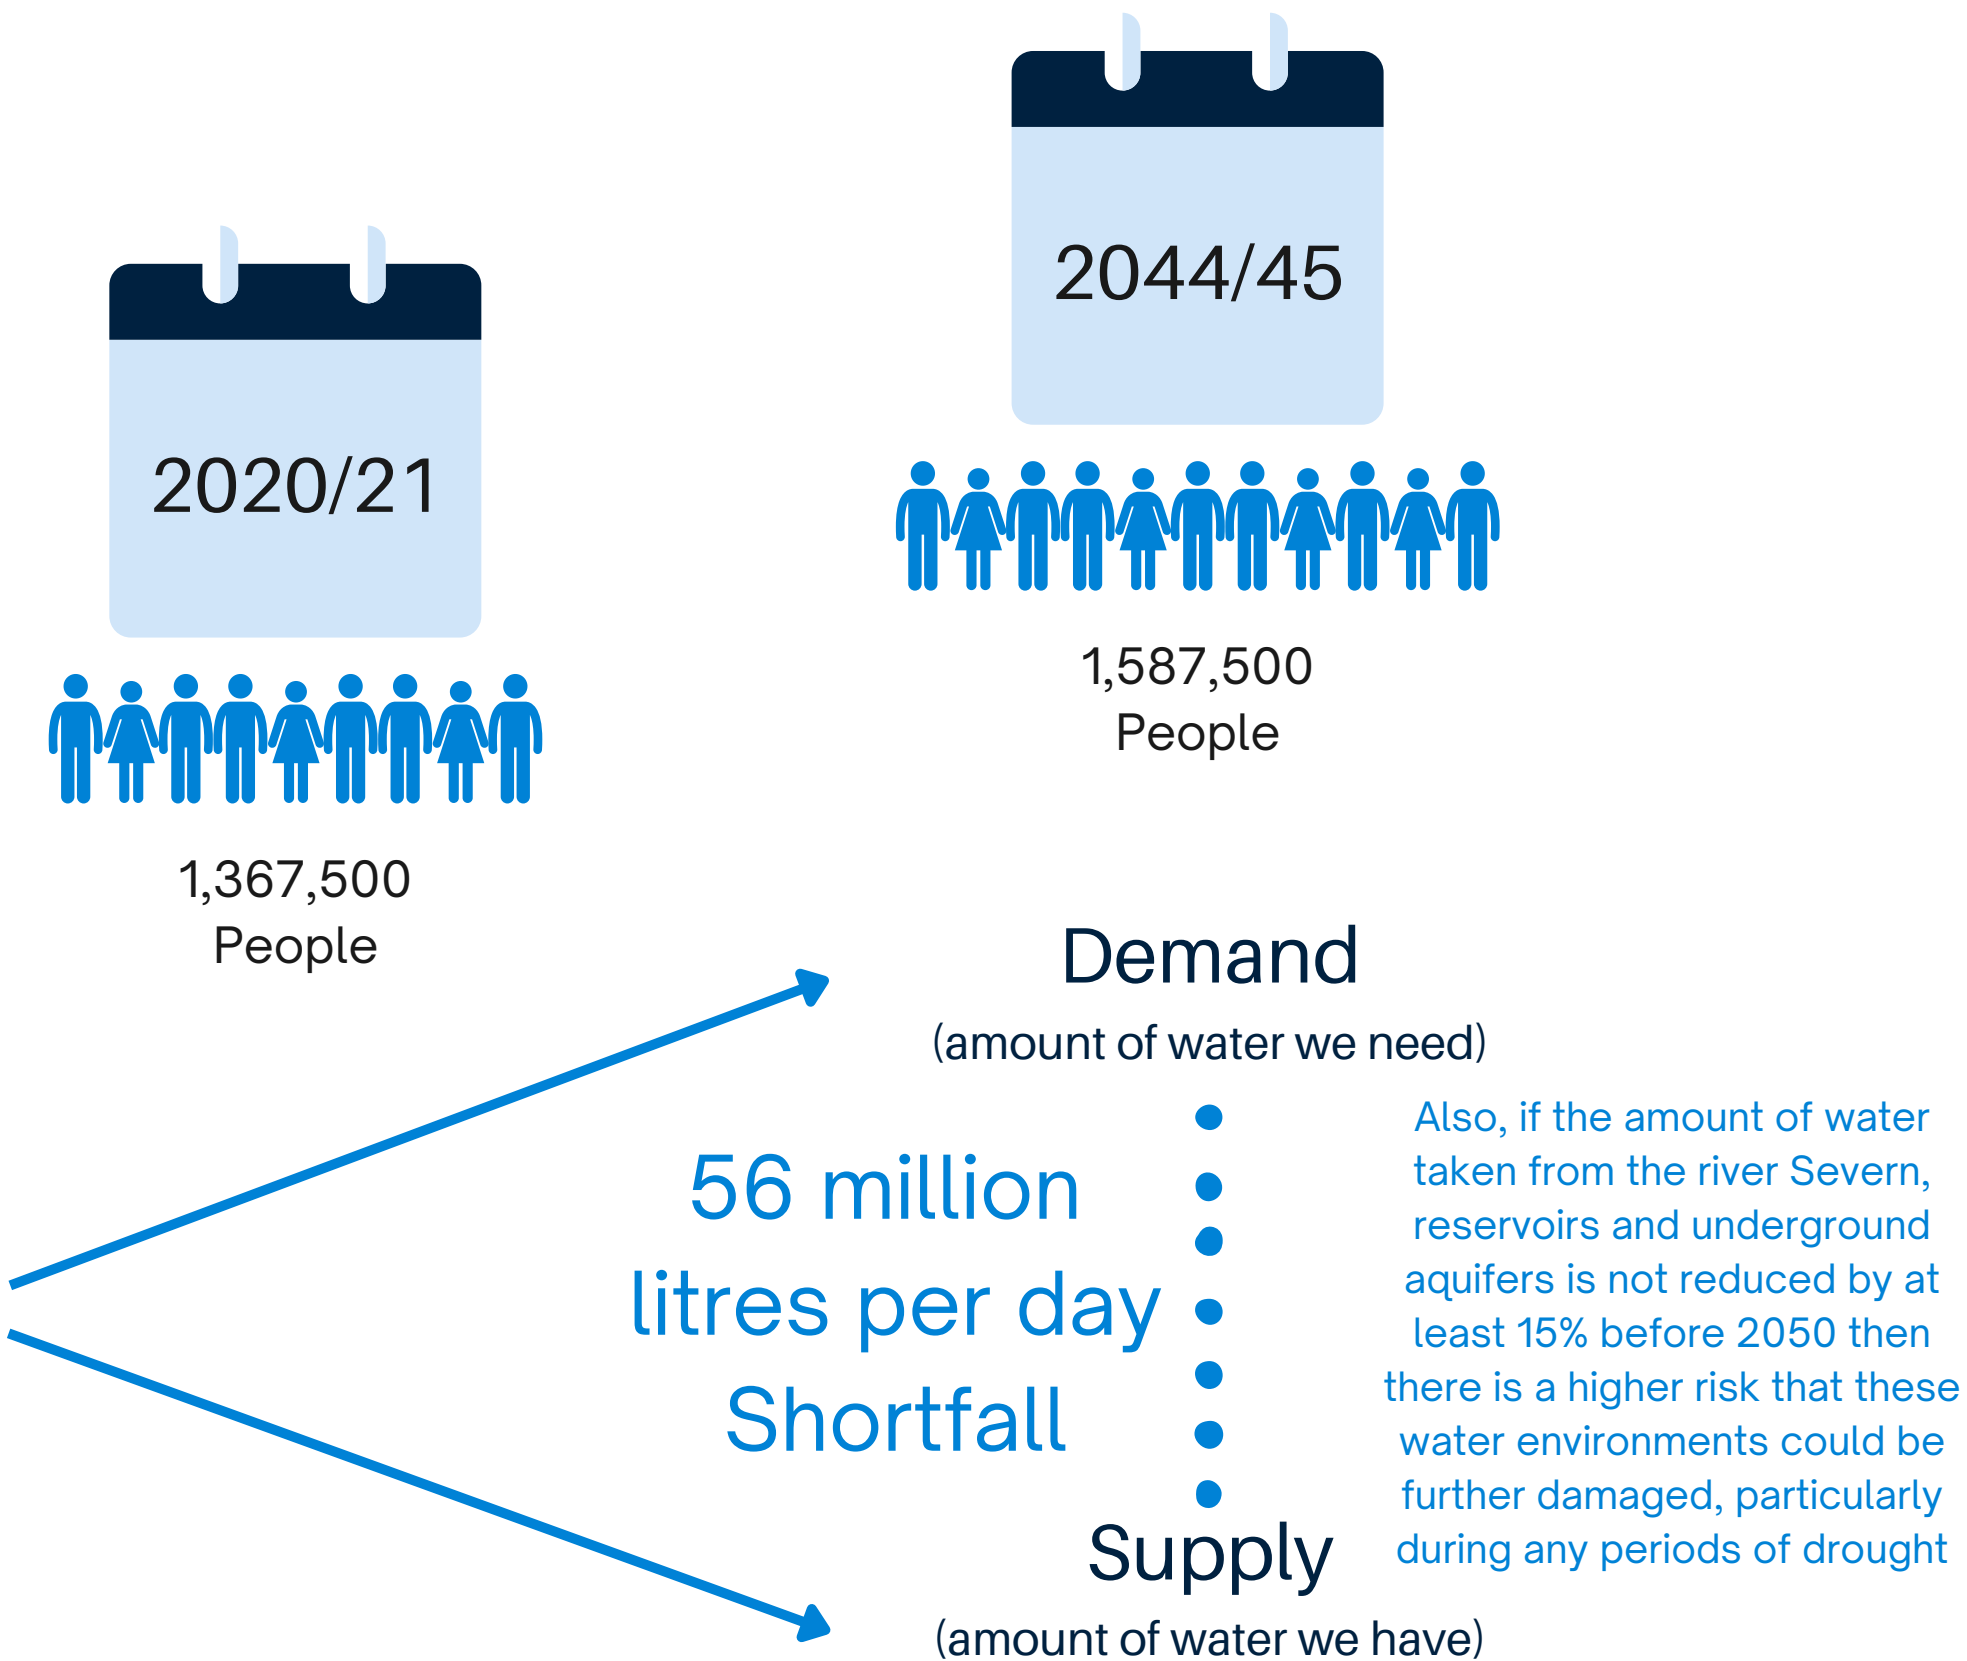 2020/21
1,367,500
People
2044/45
1,587,500
People
Demand
(amount of water we need)
56 million
litres per day
Shortfall
Supply
(amount of water we have)
Also, if the amount of water
taken from the river Severn,
reservoirs and underground
aquifers is not reduced by at
least 15% before 2050 then
there is a higher risk that these
water environments could be
further damaged, particularly
during any periods of drought